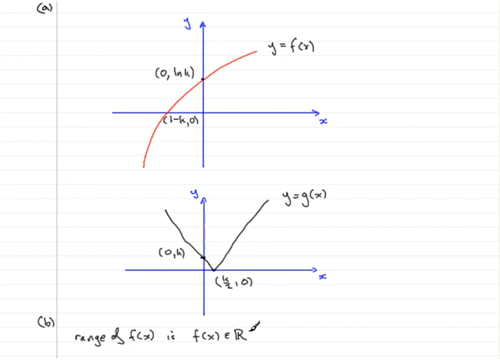 (a)
y
y = f(x)
(0, ln k)
(1-k, 0)
x
y
y = g(x)
(0, k)
(k/2, 0)
x
(b)
range of f(x) is f(x) ∈ ℝ